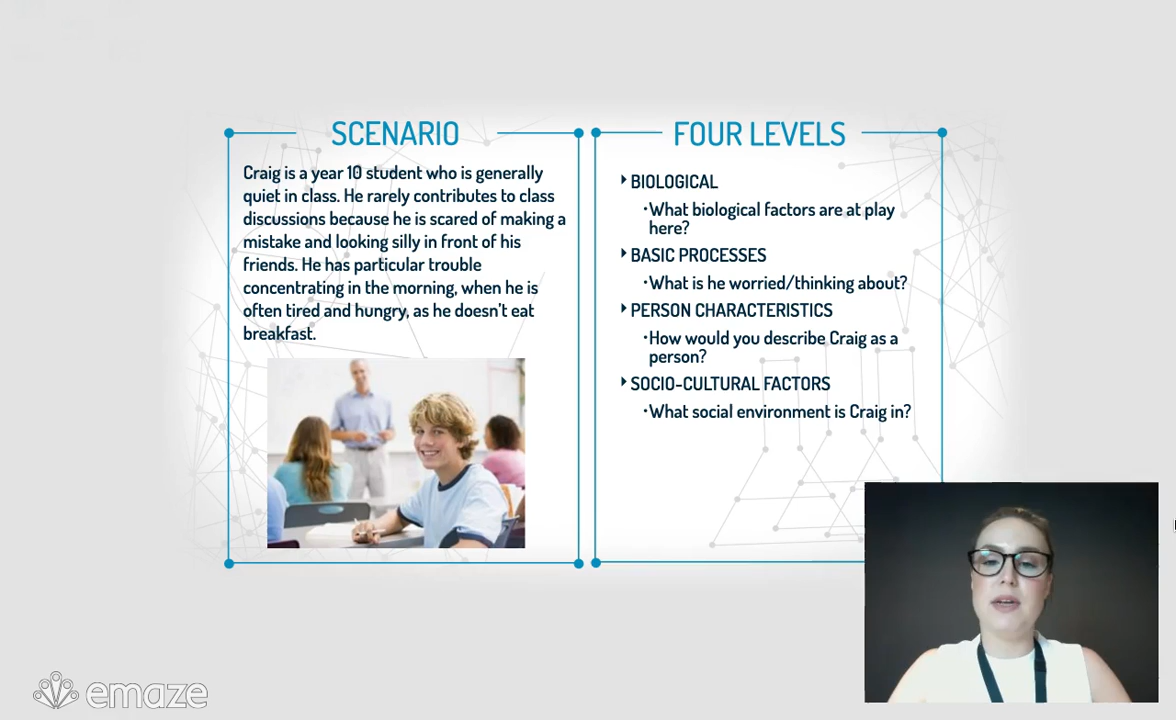 SCENARIO
Craig is a year 10 student who is generally
quiet in class. He rarely contributes to class
discussions because he is scared of making a
mistake and looking silly in front of his
friends. He has particular trouble
concentrating in the morning, when he is
often tired and hungry, as he doesn't eat
breakfast.
FOUR LEVELS
BIOLOGICAL
•What biological factors are at play
here?
BASIC PROCESSES
•What is he worried/thinking about?
PERSON CHARACTERISTICS
•How would you describe Craig as a
person?
SOCIO-CULTURAL FACTORS
•What social environment is Craig in?
emaze